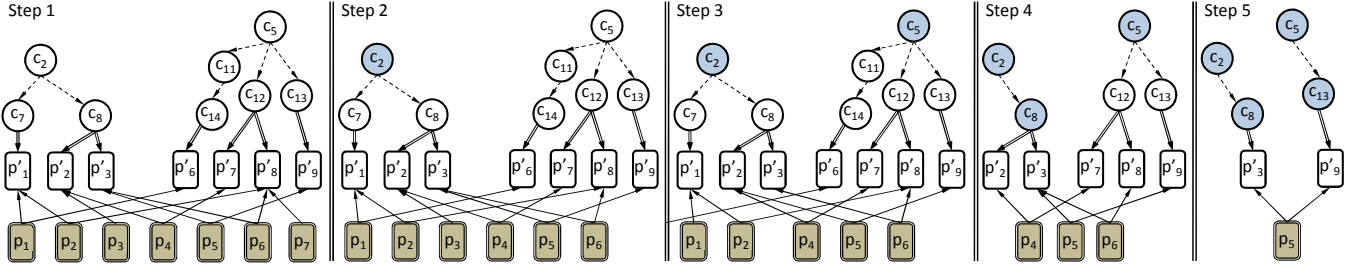 Step 1
Step 2
Step 3
Step 4
Step 5
c5
c2
c11
c12
c13
c7
c8
c14
p'1
p'2
p'3
p'6
p'7
p'8
p'9
p1
p2
p3
p4
p5
p6
p7
c5
c2
c11
c12
c13
c7
c8
c14
p'1
p'2
p'3
p'6
p'7
p'8
p'9
p1
p2
p3
p4
p5
p6
c5
c2
c11
c12
c13
c7
c8
c14
p'1
p'2
p'3
p'6
p'7
p'8
p'9
p1
p2
p4
p5
p6
c5
c2
c12
c13
c8
p'2
p'3
p'7
p'8
p'9
p4
p5
p6
c5
c2
c13
c8
p'3
p'9
p5